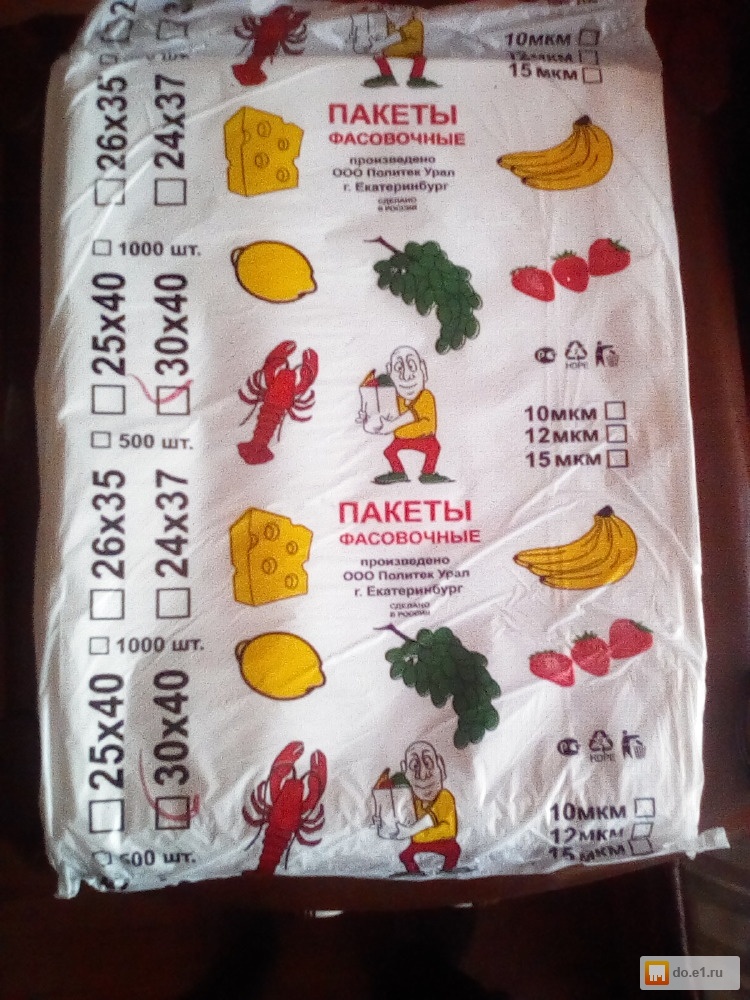 26х35
24х37
10мкм
12мкм
15мкм
ПАКЕТЫ
ФАСОВОЧНЫЕ
произведено
ООО Политек Урал
г. Екатеринбург
СДЕЛАНО
В РОССИИ
1000 шт.
25х40
30х40
HDPE
10мкм
12мкм
15мкм
500 шт.
26х35
24х37
ПАКЕТЫ
ФАСОВОЧНЫЕ
произведено
ООО Политек Урал
г. Екатеринбург
СДЕЛАНО
В РОССИИ
1000 шт.
25х40
30х40
HDPE
10мкм
12мкм
15мкм
500 шт.
do.e1.ru